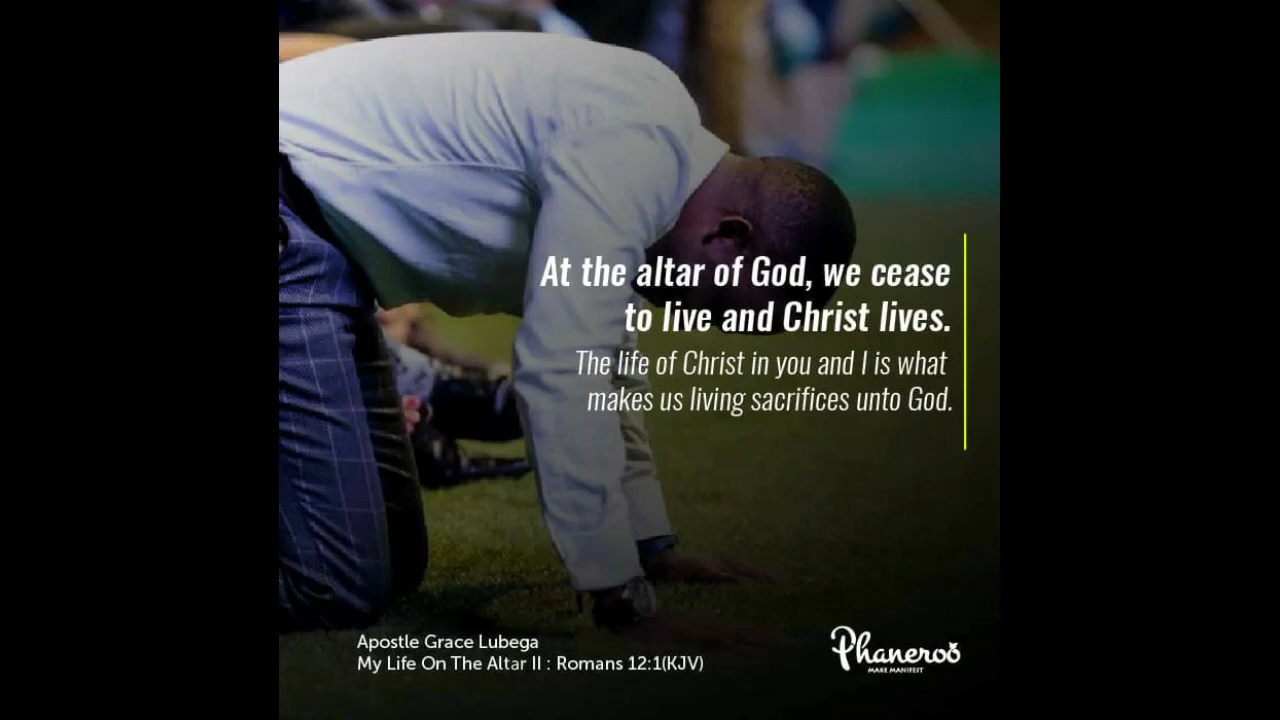 At the altar of God, we cease
to live and Christ lives.
The life of Christ in you and I is what
makes us living sacrifices unto God.
Apostle Grace Lubega
My Life On The Altar II : Romans 12:1(KJV)
Phaneroo
MAKE MANIFEST